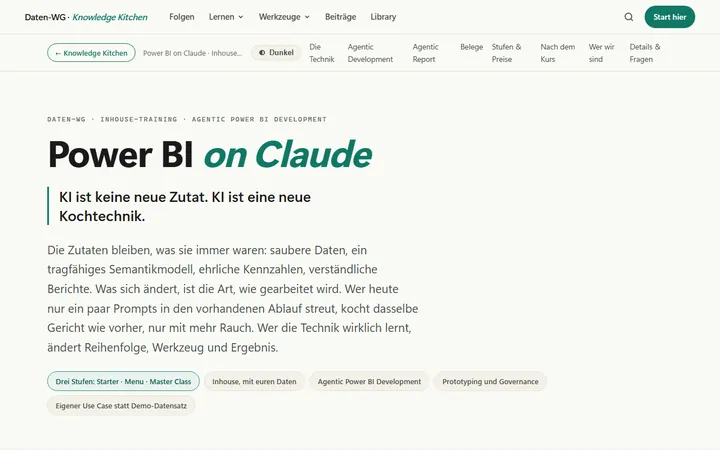 Daten-WG · Knowledge Kitchen
Folgen
Lernen
Werkzeuge
Beiträge
Library
Start hier
← Knowledge Kitchen
Power BI on Claude · Inhouse...
Dunkel
Die
Technik
Agentic
Development
Agentic
Report
Belege
Stufen &
Preise
Nach dem
Kurs
Wer wir
sind
Details &
Fragen
DATEN-WG · INHOUSE-TRAINING · AGENTIC POWER BI DEVELOPMENT
Power BI on Claude
KI ist keine neue Zutat. KI ist eine neue
Kochtechnik.
Die Zutaten bleiben, was sie immer waren: saubere Daten, ein
tragfähiges Semantikmodell, ehrliche Kennzahlen, verständliche
Berichte. Was sich ändert, ist die Art, wie gearbeitet wird. Wer heute
nur ein paar Prompts in den vorhandenen Ablauf streut, kocht dasselbe
Gericht wie vorher, nur mit mehr Rauch. Wer die Technik wirklich lernt,
ändert Reihenfolge, Werkzeug und Ergebnis.
Drei Stufen: Starter · Menu · Master Class
Inhouse, mit euren Daten
Agentic Power BI Development
Prototyping und Governance
Eigener Use Case statt Demo-Datensatz